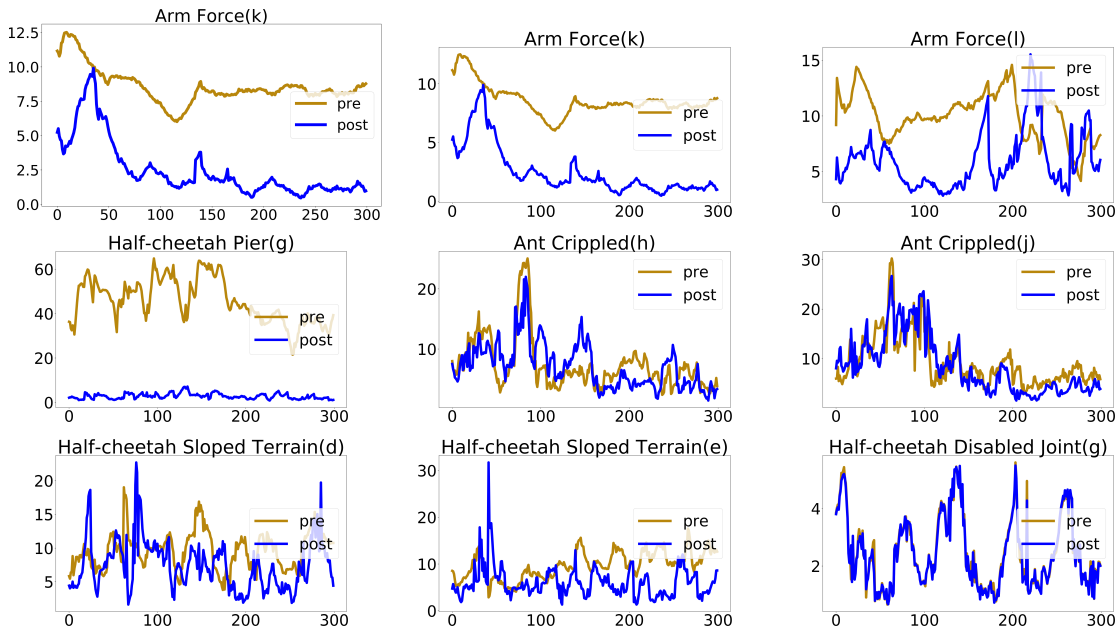 Arm Force(k)
12.5
10.0
7.5
5.0
2.5
0.0
pre
post
0 50 100 150 200 250 300
Arm Force(k)
10
5
0
pre
post
0 100 200 300
Arm Force(l)
15
10
5
pre
post
0 100 200 300
Half-cheetah Pier(g)
60
40
20
0
pre
post
0 100 200 300
Ant Crippled(h)
20
10
pre
post
0 100 200 300
Ant Crippled(j)
30
20
10
pre
post
0 100 200 300
Half-cheetah Sloped Terrain(d)
20
15
10
5
pre
post
0 100 200 300
Half-cheetah Sloped Terrain(e)
30
20
10
0
pre
post
0 100 200 300
Half-cheetah Disabled Joint(g)
4
2
pre
post
0 100 200 300